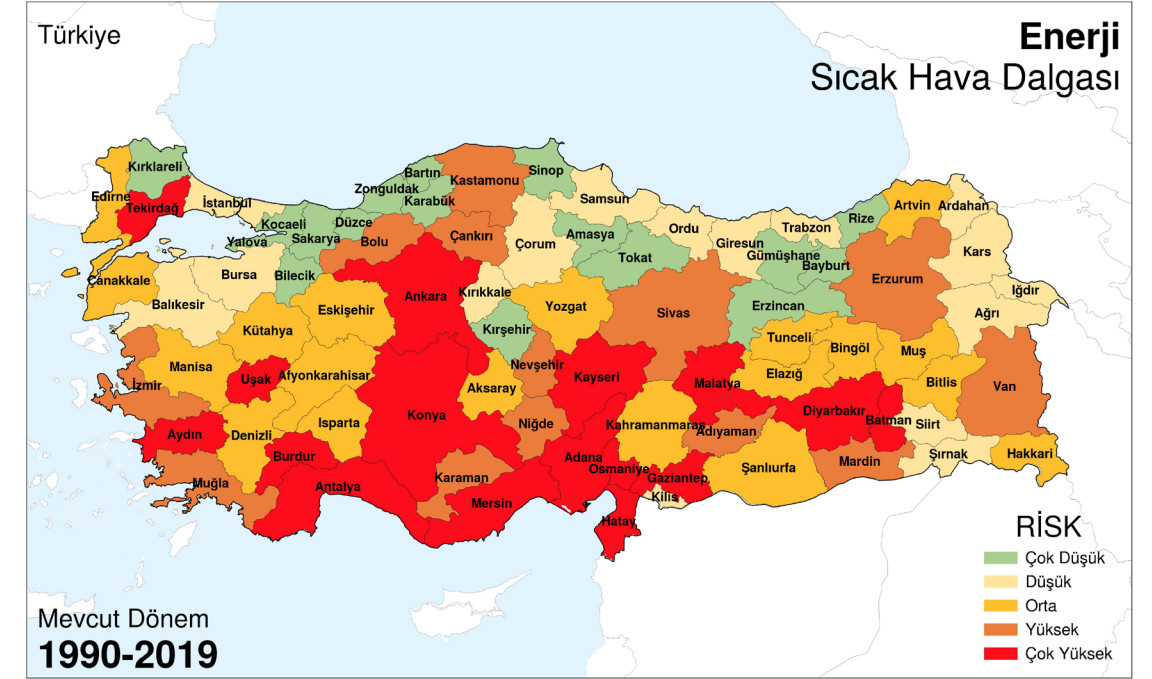 Türkiye
Enerji
Sıcak Hava Dalgası
Kırklareli
Edirne
Tekirdağ
İstanbul
Kocaeli
Yalova
Sakarya
Düzce
Zonguldak
Bartın
Karabük
Kastamonu
Sinop
Samsun
Bolu
Çankırı
Çorum
Amasya
Tokat
Ordu
Giresun
Gümüşhane
Trabzon
Bayburt
Rize
Artvin
Ardahan
Kars
Iğdır
Ağrı
Erzurum
Erzincan
Çanakkale
Balıkesir
Bursa
Bilecik
Eskişehir
Kütahya
Ankara
Kırıkkale
Kırşehir
Yozgat
Sivas
Tunceli
Bingöl
Muş
Bitlis
Van
Elazığ
Malatya
Manisa
İzmir
Uşak
Afyonkarahisar
Aksaray
Nevşehir
Kayseri
Konya
Niğde
Kahramanmaraş
Adıyaman
Diyarbakır
Batman
Siirt
Şırnak
Hakkari
Mardin
Şanlıurfa
Aydın
Denizli
Isparta
Burdur
Muğla
Antalya
Karaman
Mersin
Adana
Osmaniye
Gaziantep
Kilis
Hatay
RİSK
Çok Düşük
Düşük
Orta
Yüksek
Çok Yüksek
Mevcut Dönem
1990-2019